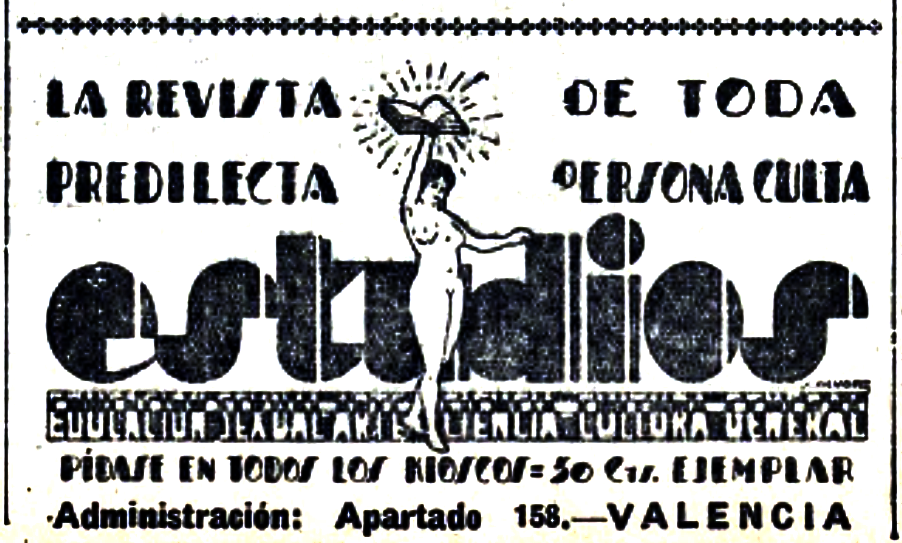 LA REVISTA DE TODA
PREDILECTA PERSONA CULTA
estudios
EDUCACION SEXUAL ARTE CIENCIA CULTURA GENERAL
PÍDASE EN TODOS LOS KIOSCOS = 50 Cts. EJEMPLAR
Administración: Apartado 158.—VALENCIA